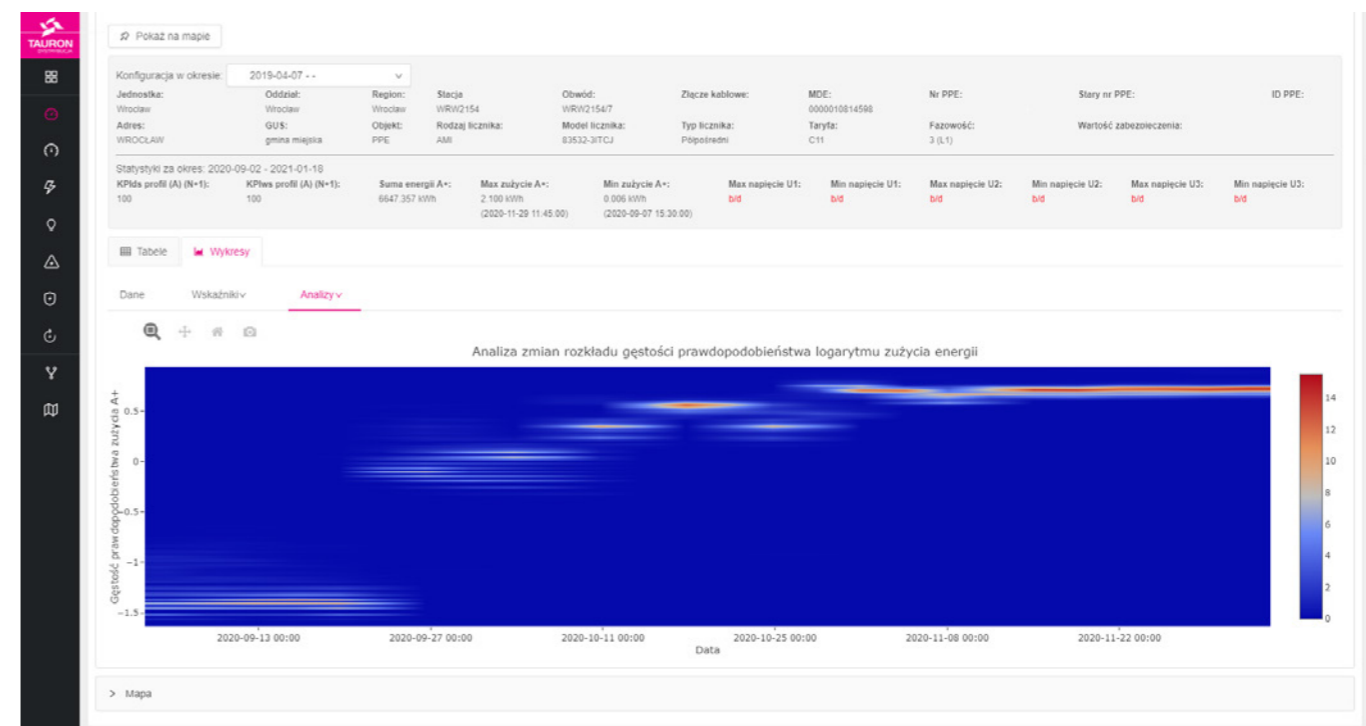 TAURON
DYSTRYBUCJA
Pokaż na mapie
Konfiguracja w okresie: 2019-04-07 - -
Jednostka: Oddział: Region: Stacja Obwód: Złącze kablowe: MDE: Nr PPE: Stary nr PPE: ID PPE:
Wrocław Wrocław Wrocław WRW2154 WRW2154/7 0000010814598
Adres: GUS: Objekt: Rodzaj licznika: Model licznika: Typ licznika: Taryfa: Fazowość: Wartość zabezpieczenia:
WROCŁAW gmina miejska PPE AMI 83532-3ITCJ Półpośredni C11 3 (L1)
Statystyki za okres: 2020-09-02 - 2021-01-18
KPIds profil (A) (N+1): KPIws profil (A) (N+1): Suma energii A+: Max zużycie A+: Min zużycie A+: Max napięcie U1: Min napięcie U1: Max napięcie U2: Min napięcie U2: Max napięcie U3: Min napięcie U3:
100 100 6647.357 kWh 2.100 kWh 0.006 kWh b/d b/d b/d b/d b/d b/d
(2020-11-29 11:45:00) (2020-09-07 15:30:00)
Tabele Wykresy
Dane Wskaźniki Analizy
Analiza zmian rozkładu gęstości prawdopodobieństwa logarytmu zużycia energii
Gęstość prawdopodobieństwa zużycia A+
0.5
0
−0.5
−1
−1.5
2020-09-13 00:00 2020-09-27 00:00 2020-10-11 00:00 2020-10-25 00:00 2020-11-08 00:00 2020-11-22 00:00
Data
14
12
10
8
6
4
2
0
Mapa